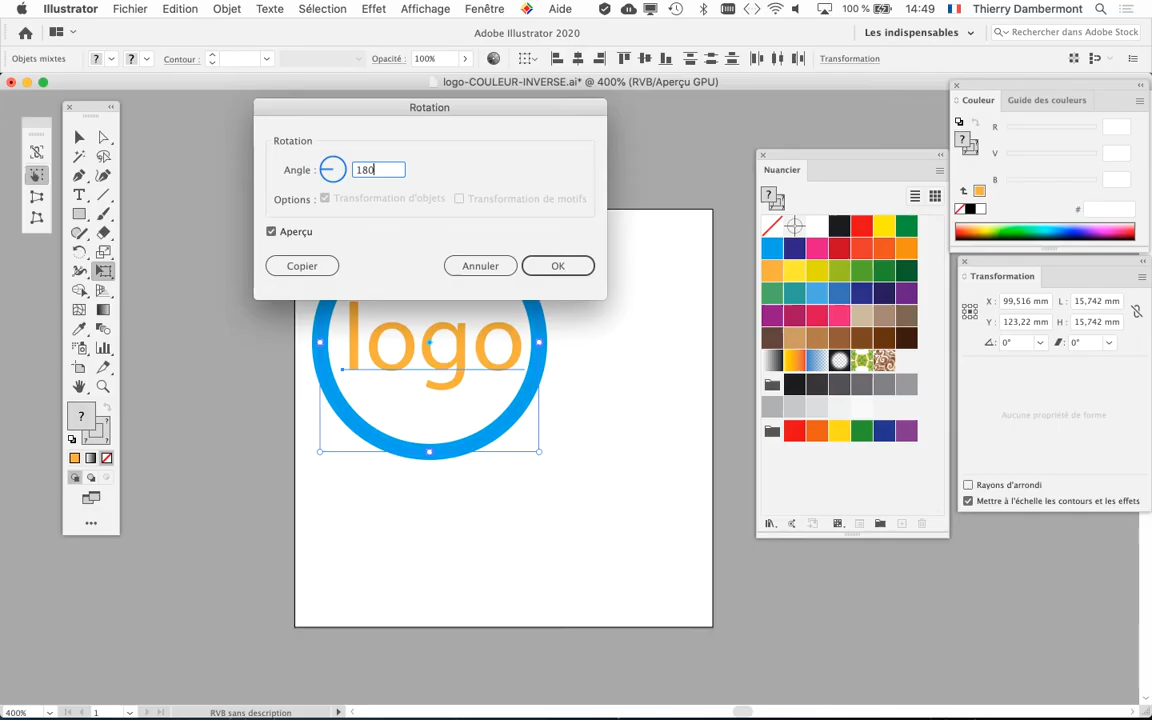 Illustrator Fichier Edition Objet Texte Sélection Effet Affichage Fenêtre Aide 100 % 14:49 Thierry Dambermont
Adobe Illustrator 2020
Les indispensables
Rechercher dans Adobe Stock
Objets mixtes ? ? Contour : Opacité : 100% Transformation
logo-COULEUR-INVERSE.ai* @ 400% (RVB/Aperçu GPU)
Rotation
Rotation
Angle : 180
Options : Transformation d'objets Transformation de motifs
Aperçu
Copier Annuler OK
logo
T
?
Couleur Guide des couleurs
R
?
V
B
#
Nuancier
?
Transformation
X : 99,516 mm L : 15,742 mm
Y : 123,22 mm H : 15,742 mm
0° 0°
Aucune propriété de forme
Rayons d'arrondi
Mettre à l'échelle les contours et les effets
400% 1 RVB sans description